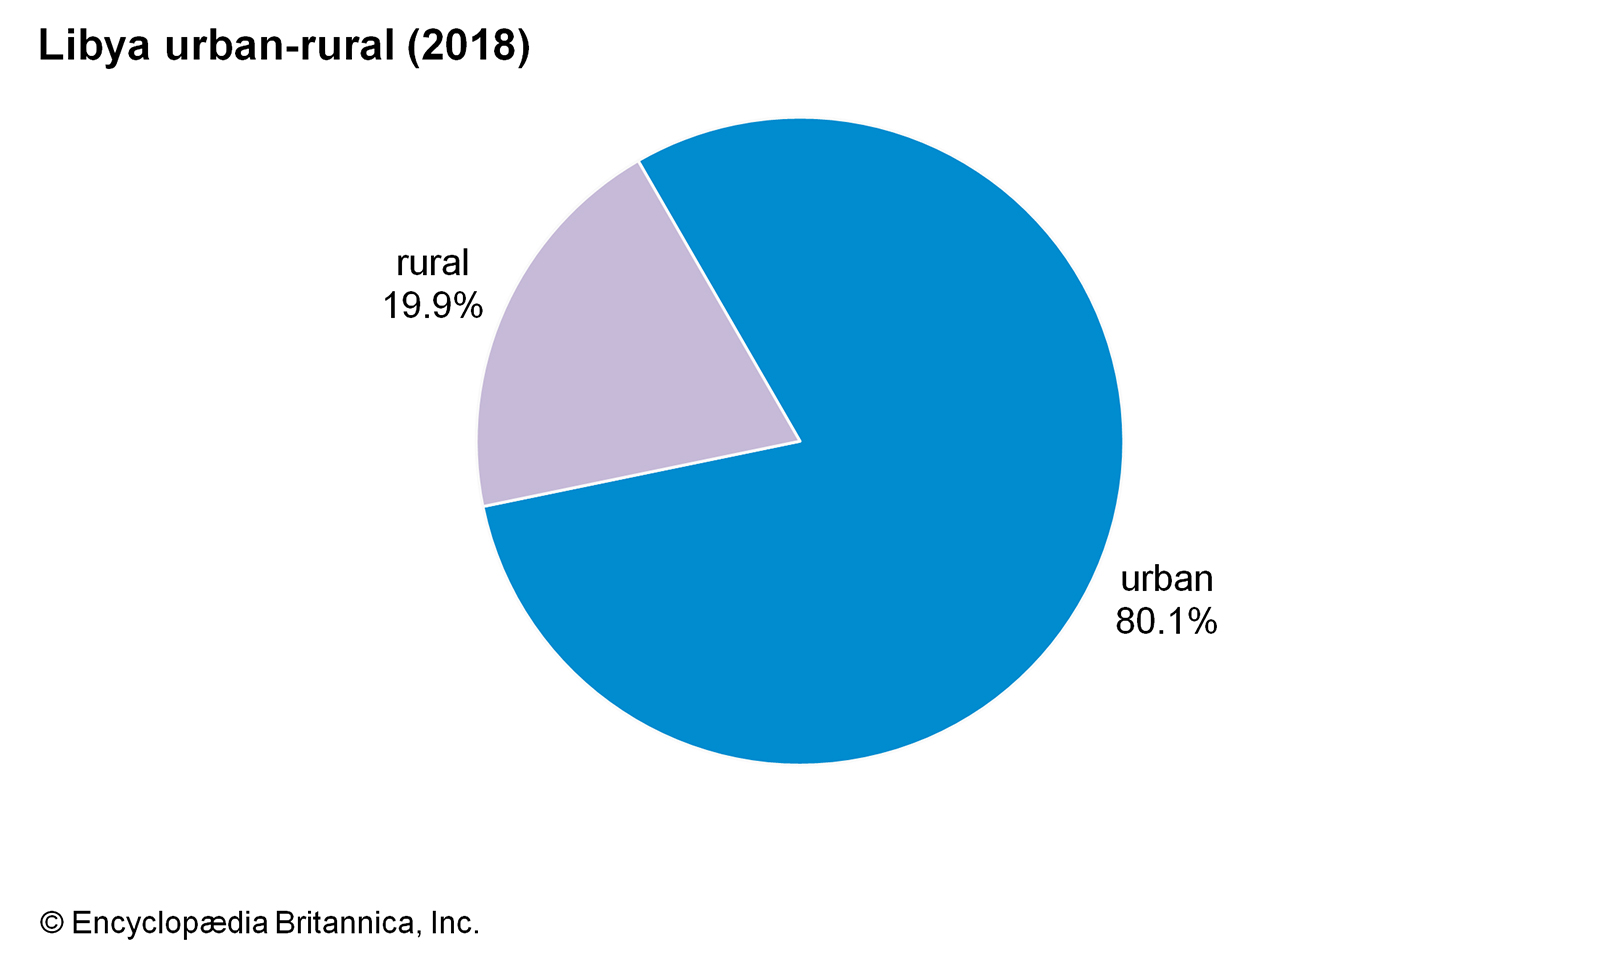 Libya urban-rural (2018)
rural
19.9%
urban
80.1%
© Encyclopædia Britannica, Inc.